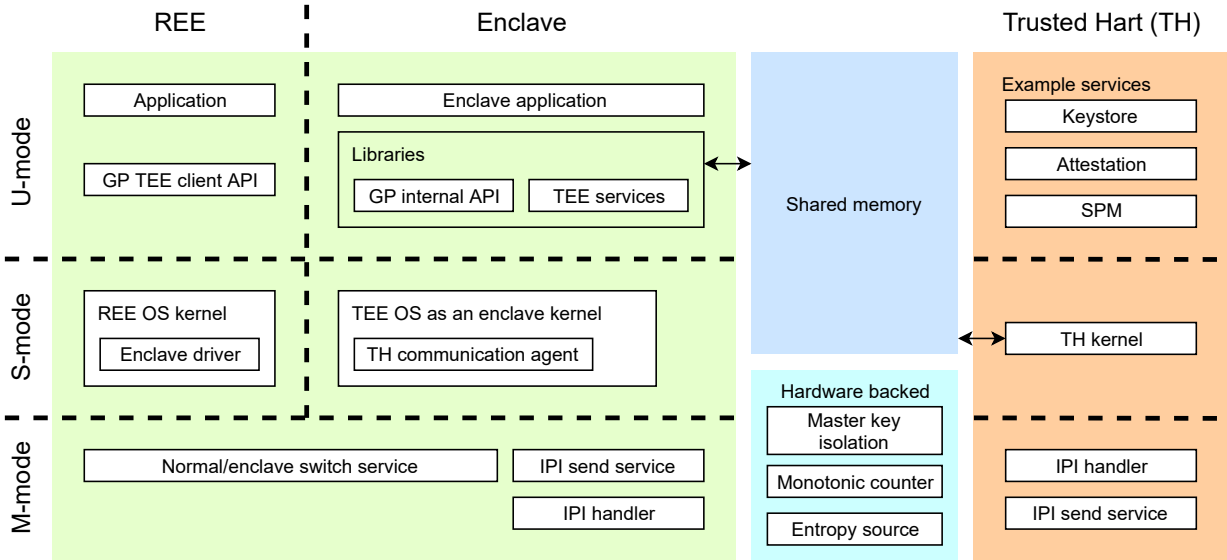 REE
Enclave
Trusted Hart (TH)
U-mode
Application
Enclave application
Example services
Keystore
Libraries
GP TEE client API
GP internal API
TEE services
Shared memory
Attestation
SPM
S-mode
REE OS kernel
Enclave driver
TEE OS as an enclave kernel
TH communication agent
TH kernel
Hardware backed
Master key
isolation
Monotonic counter
Entropy source
M-mode
Normal/enclave switch service
IPI send service
IPI handler
IPI handler
IPI send service